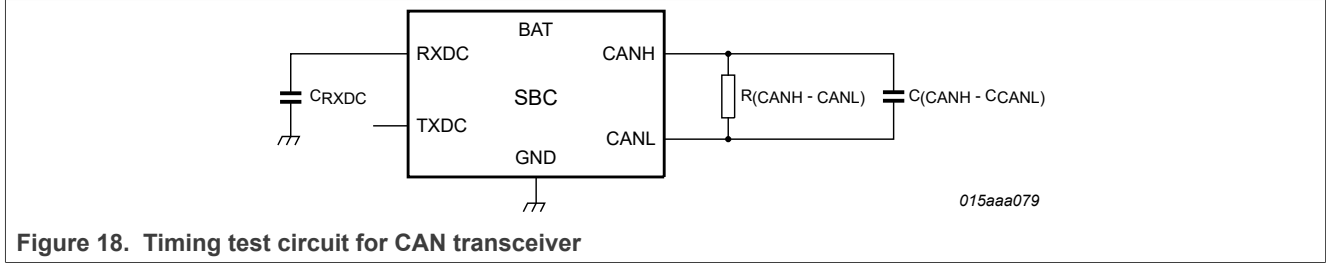 BAT
RXDC
CANH
CRXDC
SBC
R(CANH - CANL)
C(CANH - CCANL)
TXDC
CANL
GND
015aaa079
Figure 18. Timing test circuit for CAN transceiver